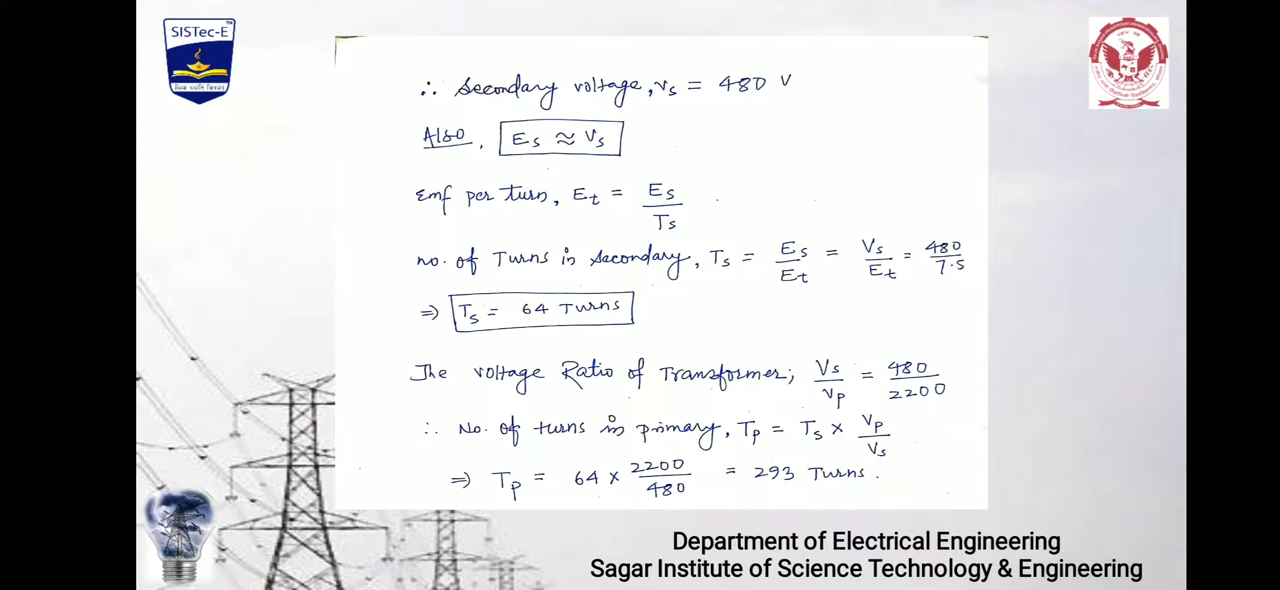 SISTec-E™
∴ Secondary voltage, Vs = 480 V
Also, Es ≈ Vs
Emf per turn, Et = Es / Ts
no. of Turns in Secondary, Ts = Es / Et = Vs / Et = 480 / 7.5
⇒ Ts = 64 Turns
The voltage Ratio of Transformer; Vs / Vp = 480 / 2200
∴ No. of turns in primary, Tp = Ts × Vp / Vs
⇒ Tp = 64 × 2200 / 480 = 293 Turns.
Department of Electrical Engineering
Sagar Institute of Science Technology & Engineering